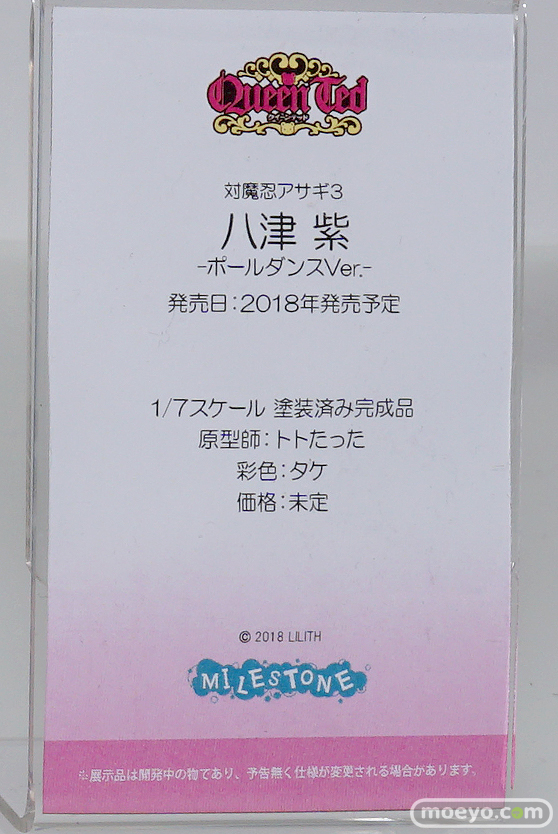 Queen Ted
クイーンテッド
対魔忍アサギ3
八津 紫
-ポールダンスVer.-
発売日:2018年発売予定
1/7スケール 塗装済み完成品
原型師:トトたった
彩色:タケ
価格:未定
© 2018 LILITH
MILESTONE
※展示品は開発中の物であり、予告無く仕様が変更される場合があります。
moeyo.com